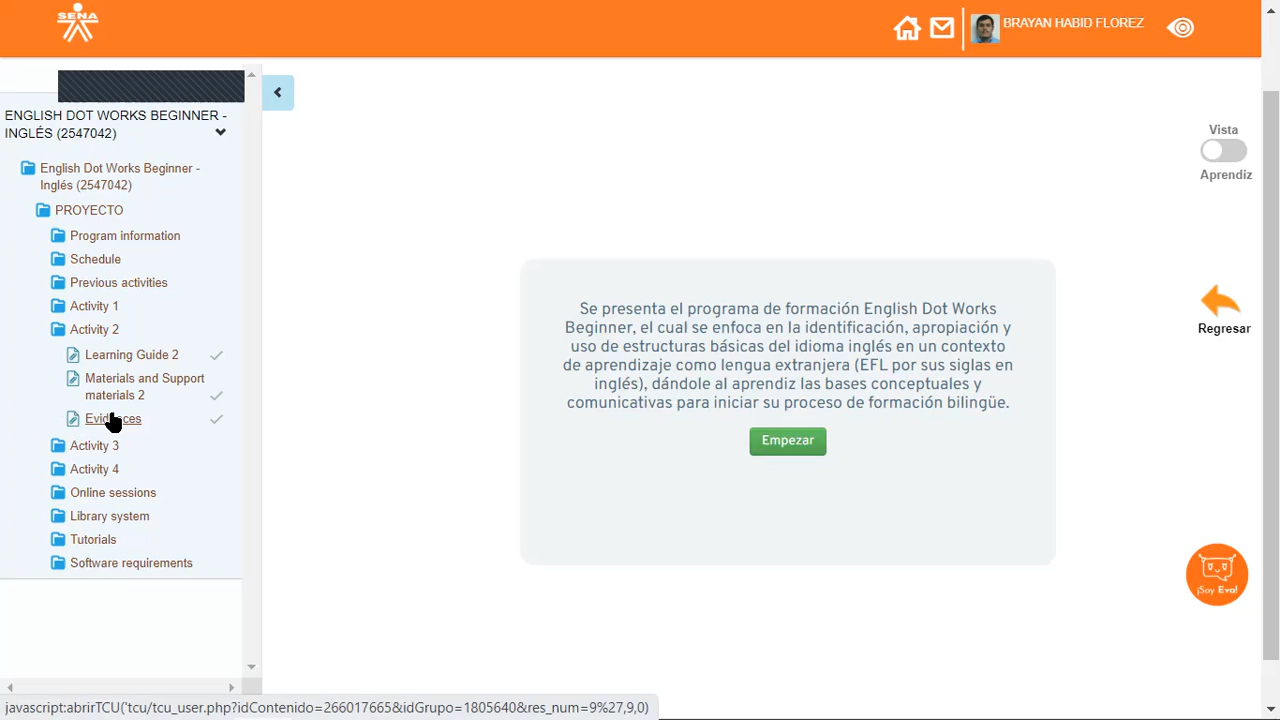 SENA
BRAYAN HABID FLOREZ
ENGLISH DOT WORKS BEGINNER -
INGLÉS (2547042)
English Dot Works Beginner -
Inglés (2547042)
PROYECTO
Program information
Schedule
Previous activities
Activity 1
Activity 2
Learning Guide 2
Materials and Support
materials 2
Activity 3
Activity 4
Online sessions
Library system
Tutorials
Software requirements
Se presenta el programa de formación English Dot Works
Beginner, el cual se enfoca en la identificación, apropiación y
uso de estructuras básicas del idioma inglés en un contexto
de aprendizaje como lengua extranjera (EFL por sus siglas en
inglés), dándole al aprendiz las bases conceptuales y
comunicativas para iniciar su proceso de formación bilingüe.
Empezar
Vista
Aprendiz
Regresar
¡Soy Eva!
javascript:abrirTCU('tcu/tcu_user.php?idContenido=266017665&idGrupo=1805640&res_num=9%27,9,0)